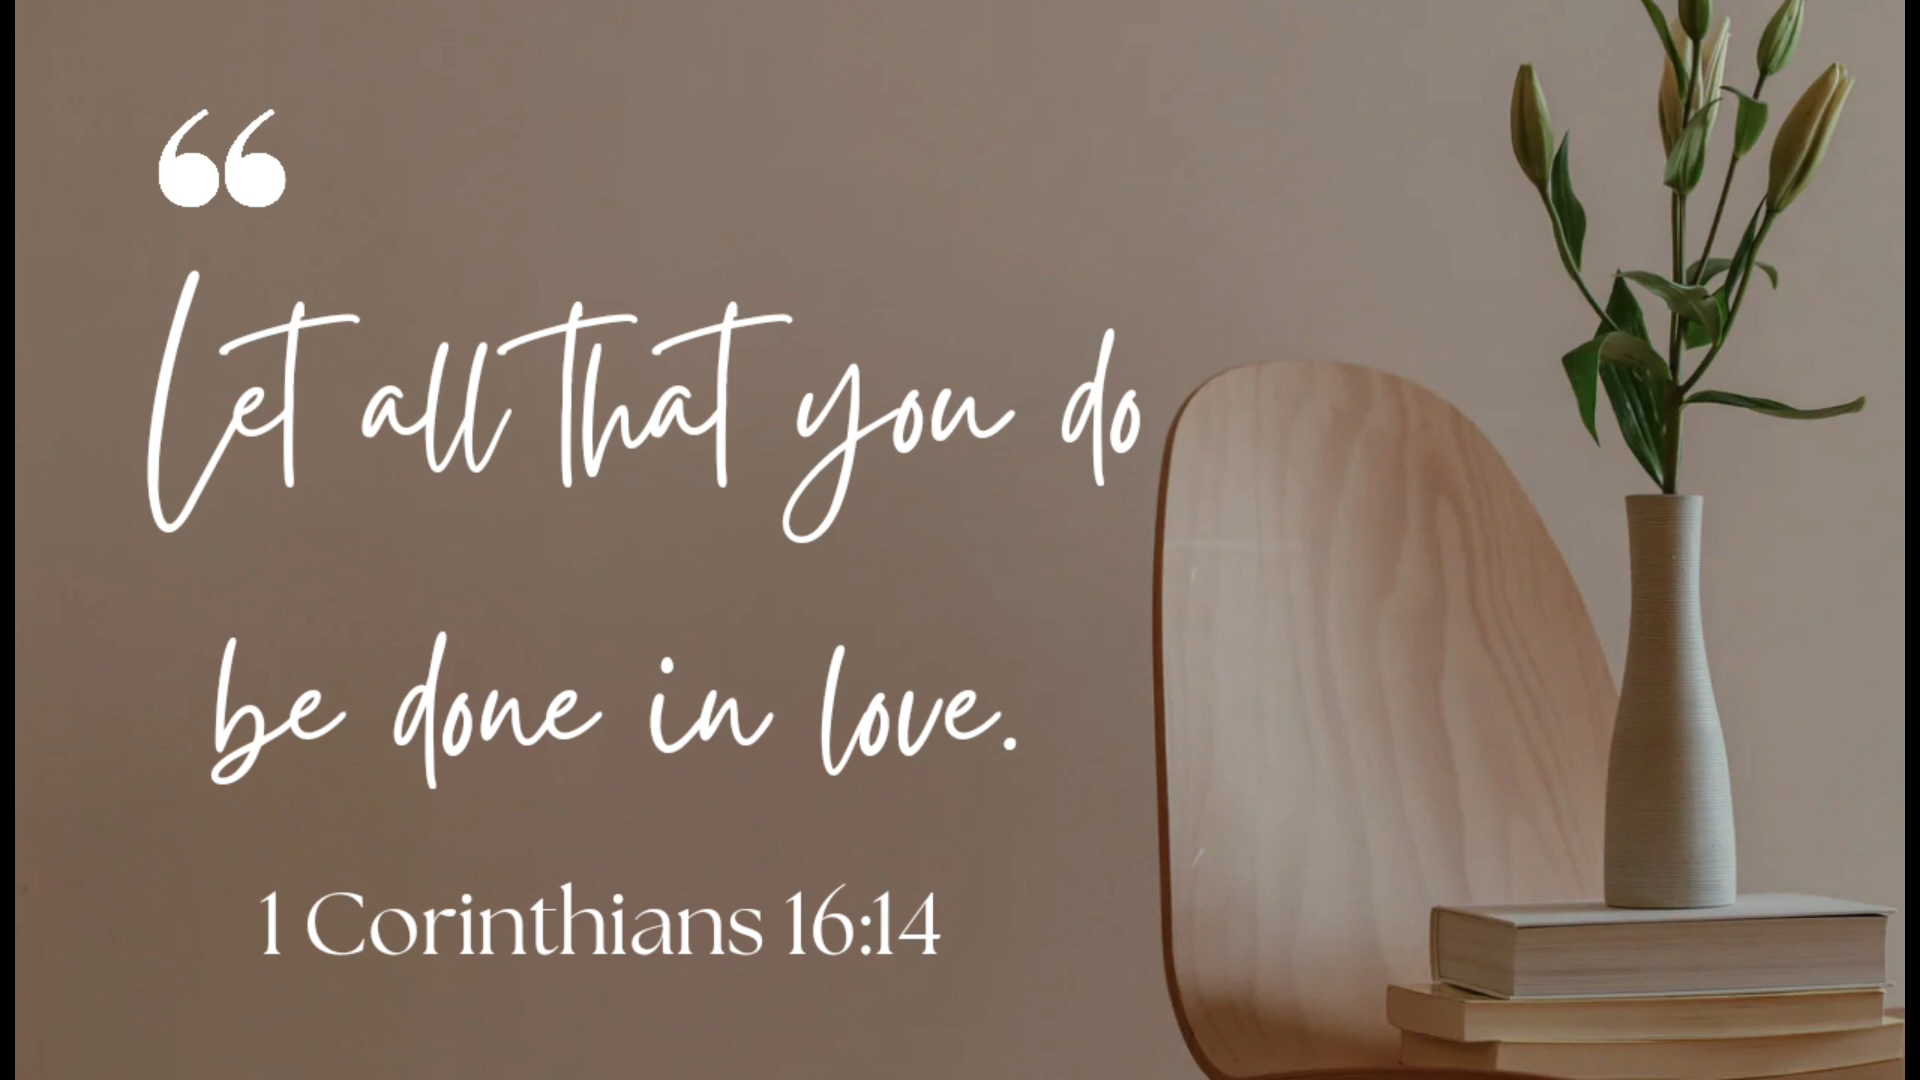 “
Let all that you do
be done in love.
1 Corinthians 16:14